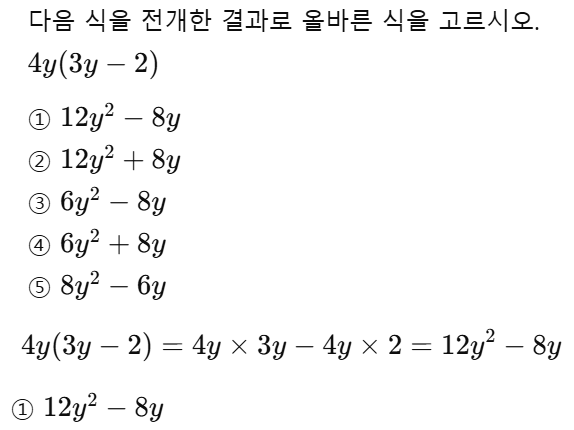 다음 식을 전개한 결과로 올바른 식을 고르시오.
4y(3y − 2)
① 12y² − 8y
② 12y² + 8y
③ 6y² − 8y
④ 6y² + 8y
⑤ 8y² − 6y
4y(3y − 2) = 4y × 3y − 4y × 2 = 12y² − 8y
① 12y² − 8y